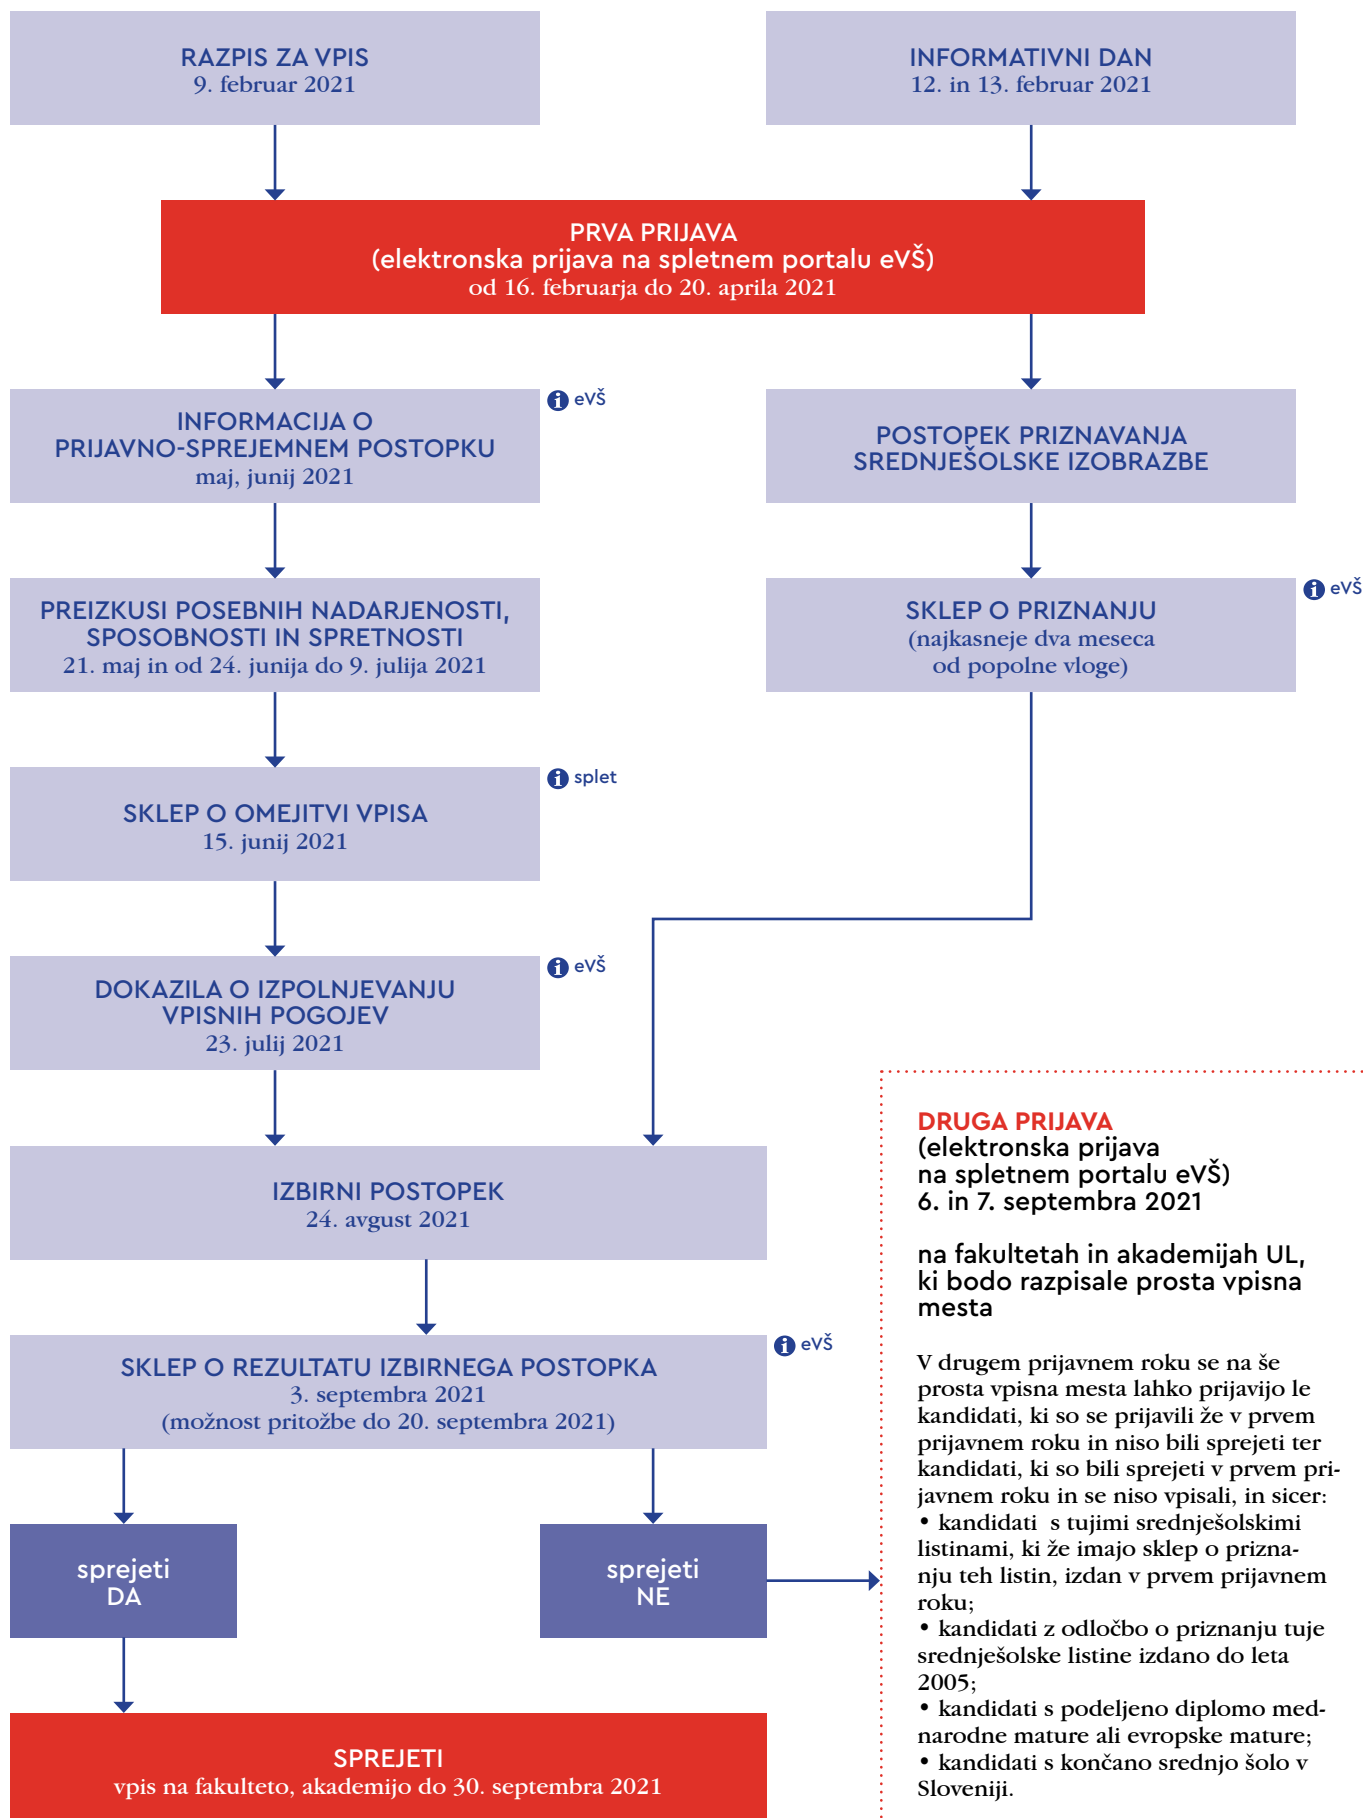 RAZPIS ZA VPIS
9. februar 2021
INFORMATIVNI DAN
12. in 13. februar 2021
PRVA PRIJAVA
(elektronska prijava na spletnem portalu eVŠ)
od 16. februarja do 20. aprila 2021
INFORMACIJA O
PRIJAVNO-SPREJEMNEM POSTOPKU
maj, junij 2021
i eVŠ
POSTOPEK PRIZNAVANJA
SREDNJEŠOLSKE IZOBRAZBE
PREIZKUSI POSEBNIH NADARJENOSTI,
SPOSOBNOSTI IN SPRETNOSTI
21. maj in od 24. junija do 9. julija 2021
SKLEP O PRIZNANJU
(najkasneje dva meseca
od popolne vloge)
i eVŠ
SKLEP O OMEJITVI VPISA
15. junij 2021
i splet
DOKAZILA O IZPOLNJEVANJU
VPISNIH POGOJEV
23. julij 2021
i eVŠ
IZBIRNI POSTOPEK
24. avgust 2021
SKLEP O REZULTATU IZBIRNEGA POSTOPKA
3. septembra 2021
(možnost pritožbe do 20. septembra 2021)
i eVŠ
sprejeti
DA
sprejeti
NE
SPREJETI
vpis na fakulteto, akademijo do 30. septembra 2021
DRUGA PRIJAVA
(elektronska prijava
na spletnem portalu eVŠ)
6. in 7. septembra 2021
na fakultetah in akademijah UL,
ki bodo razpisale prosta vpisna
mesta
V drugem prijavnem roku se na še
prosta vpisna mesta lahko prijavijo le
kandidati, ki so se prijavili že v prvem
prijavnem roku in niso bili sprejeti ter
kandidati, ki so bili sprejeti v prvem pri-
javnem roku in se niso vpisali, in sicer:
• kandidati s tujimi srednješolskimi
listinami, ki že imajo sklep o prizna-
nju teh listin, izdan v prvem prijavnem
roku;
• kandidati z odločbo o priznanju tuje
srednješolske listine izdano do leta
2005;
• kandidati s podeljeno diplomo med-
narodne mature ali evropske mature;
• kandidati s končano srednjo šolo v
Sloveniji.